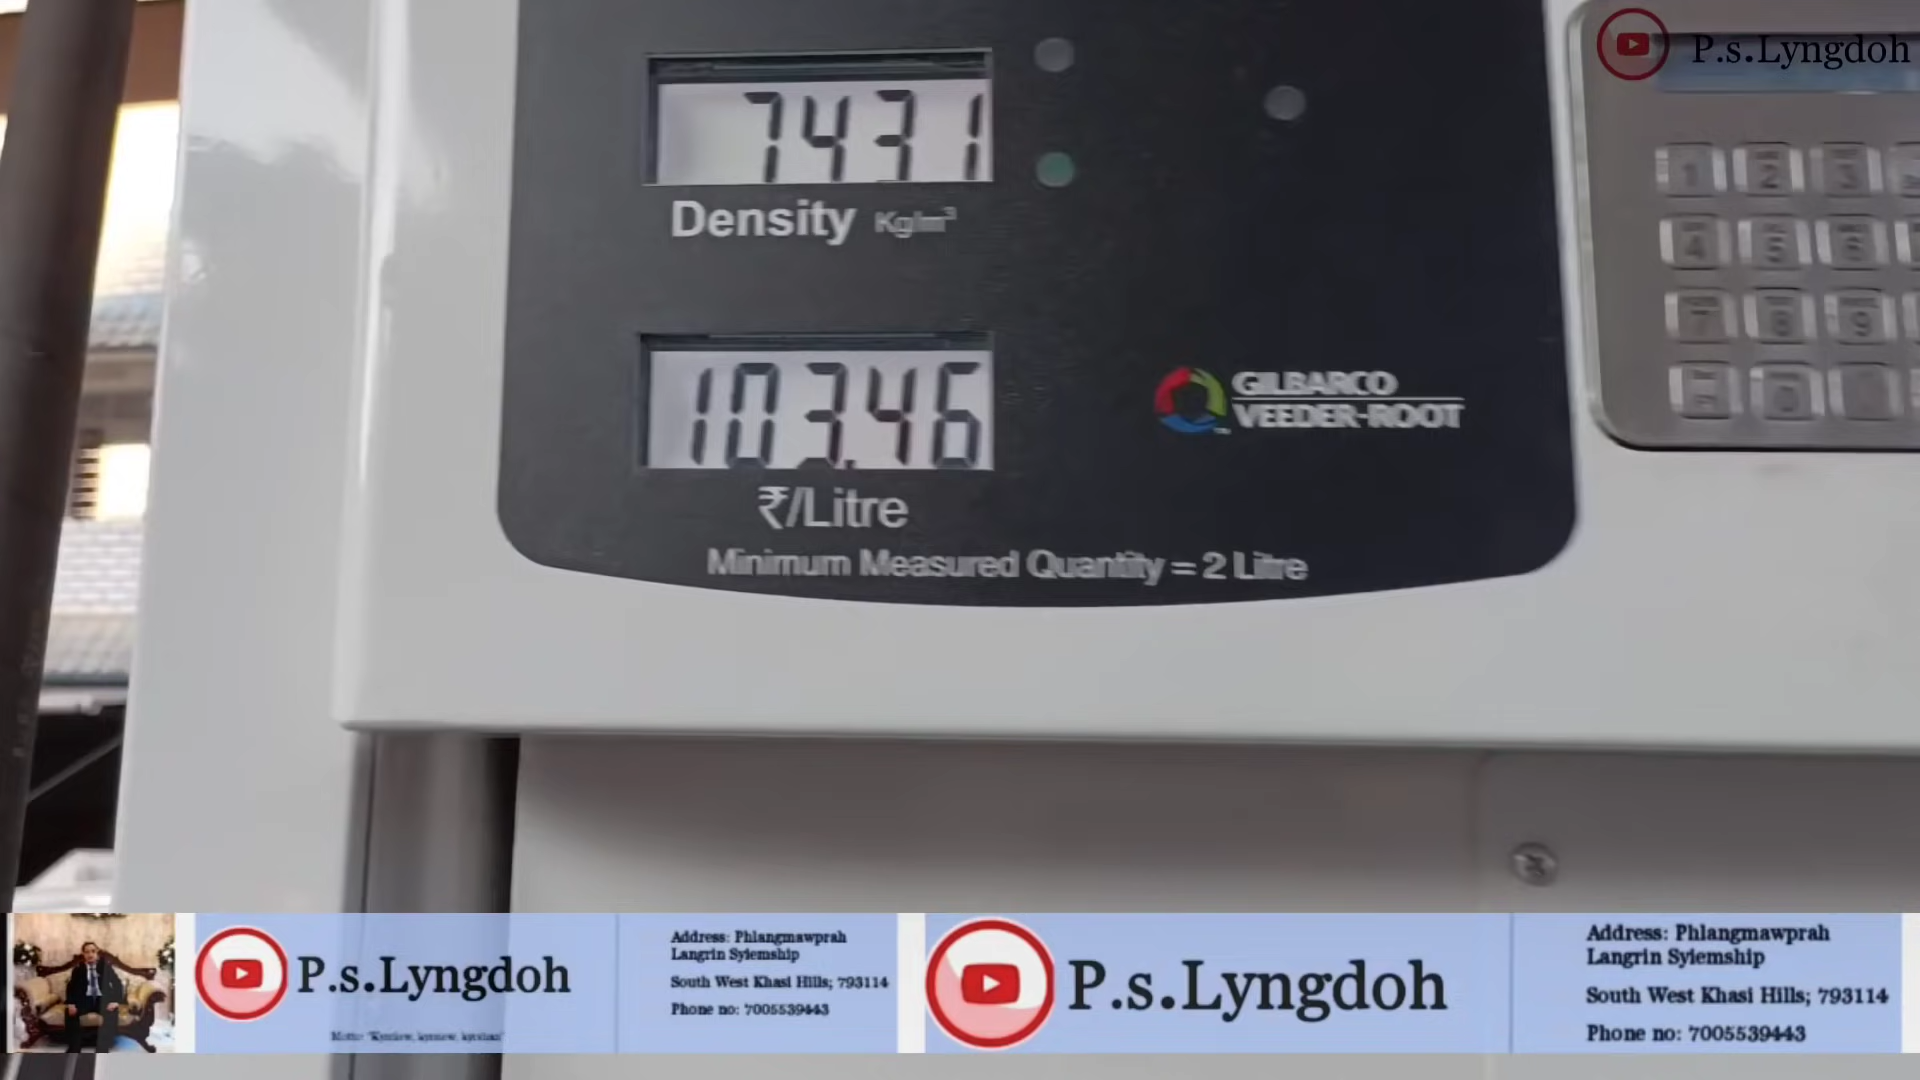 P.s.Lyngdoh
7431
Density Kg/m³
103.46
₹/Litre
Minimum Measured Quantity = 2 Litre
GILBARCO
VEEDER-ROOT
1 2 3
4 5 6
7 8 9
0
P.s.Lyngdoh
Address: Phlangmawprah
Langrin Syiemship
South West Khasi Hills; 793114
Phone no: 7005539443
P.s.Lyngdoh
Address: Phlangmawprah
Langrin Syiemship
South West Khasi Hills; 793114
Phone no: 7005539443